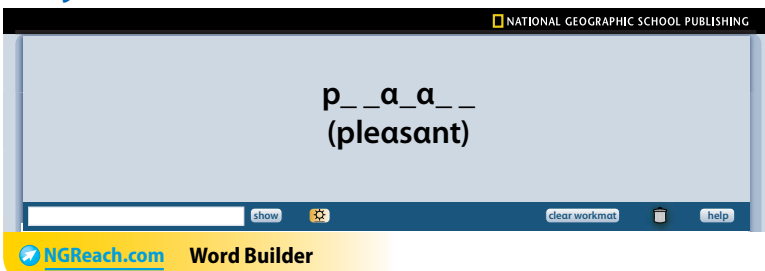 NATIONAL GEOGRAPHIC SCHOOL PUBLISHING
p_ _a_a_ _
(pleasant)
show clear workmat help
NGReach.com Word Builder